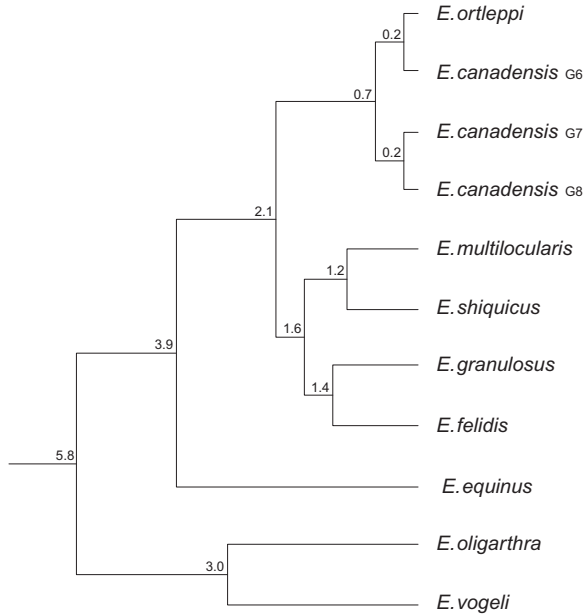 E. ortleppi
0.2
E. canadensis G6
0.7
E. canadensis G7
0.2
E. canadensis G8
2.1
E. multilocularis
1.2
E. shiquicus
1.6
3.9
E. granulosus
1.4
E. felidis
5.8
E. equinus
E. oligarthra
3.0
E. vogeli